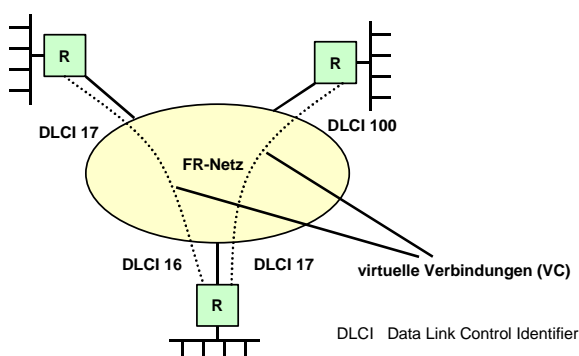 R
R
DLCI 17
DLCI 100
FR-Netz
DLCI 16
DLCI 17
virtuelle Verbindungen (VC)
R
DLCI Data Link Control Identifier